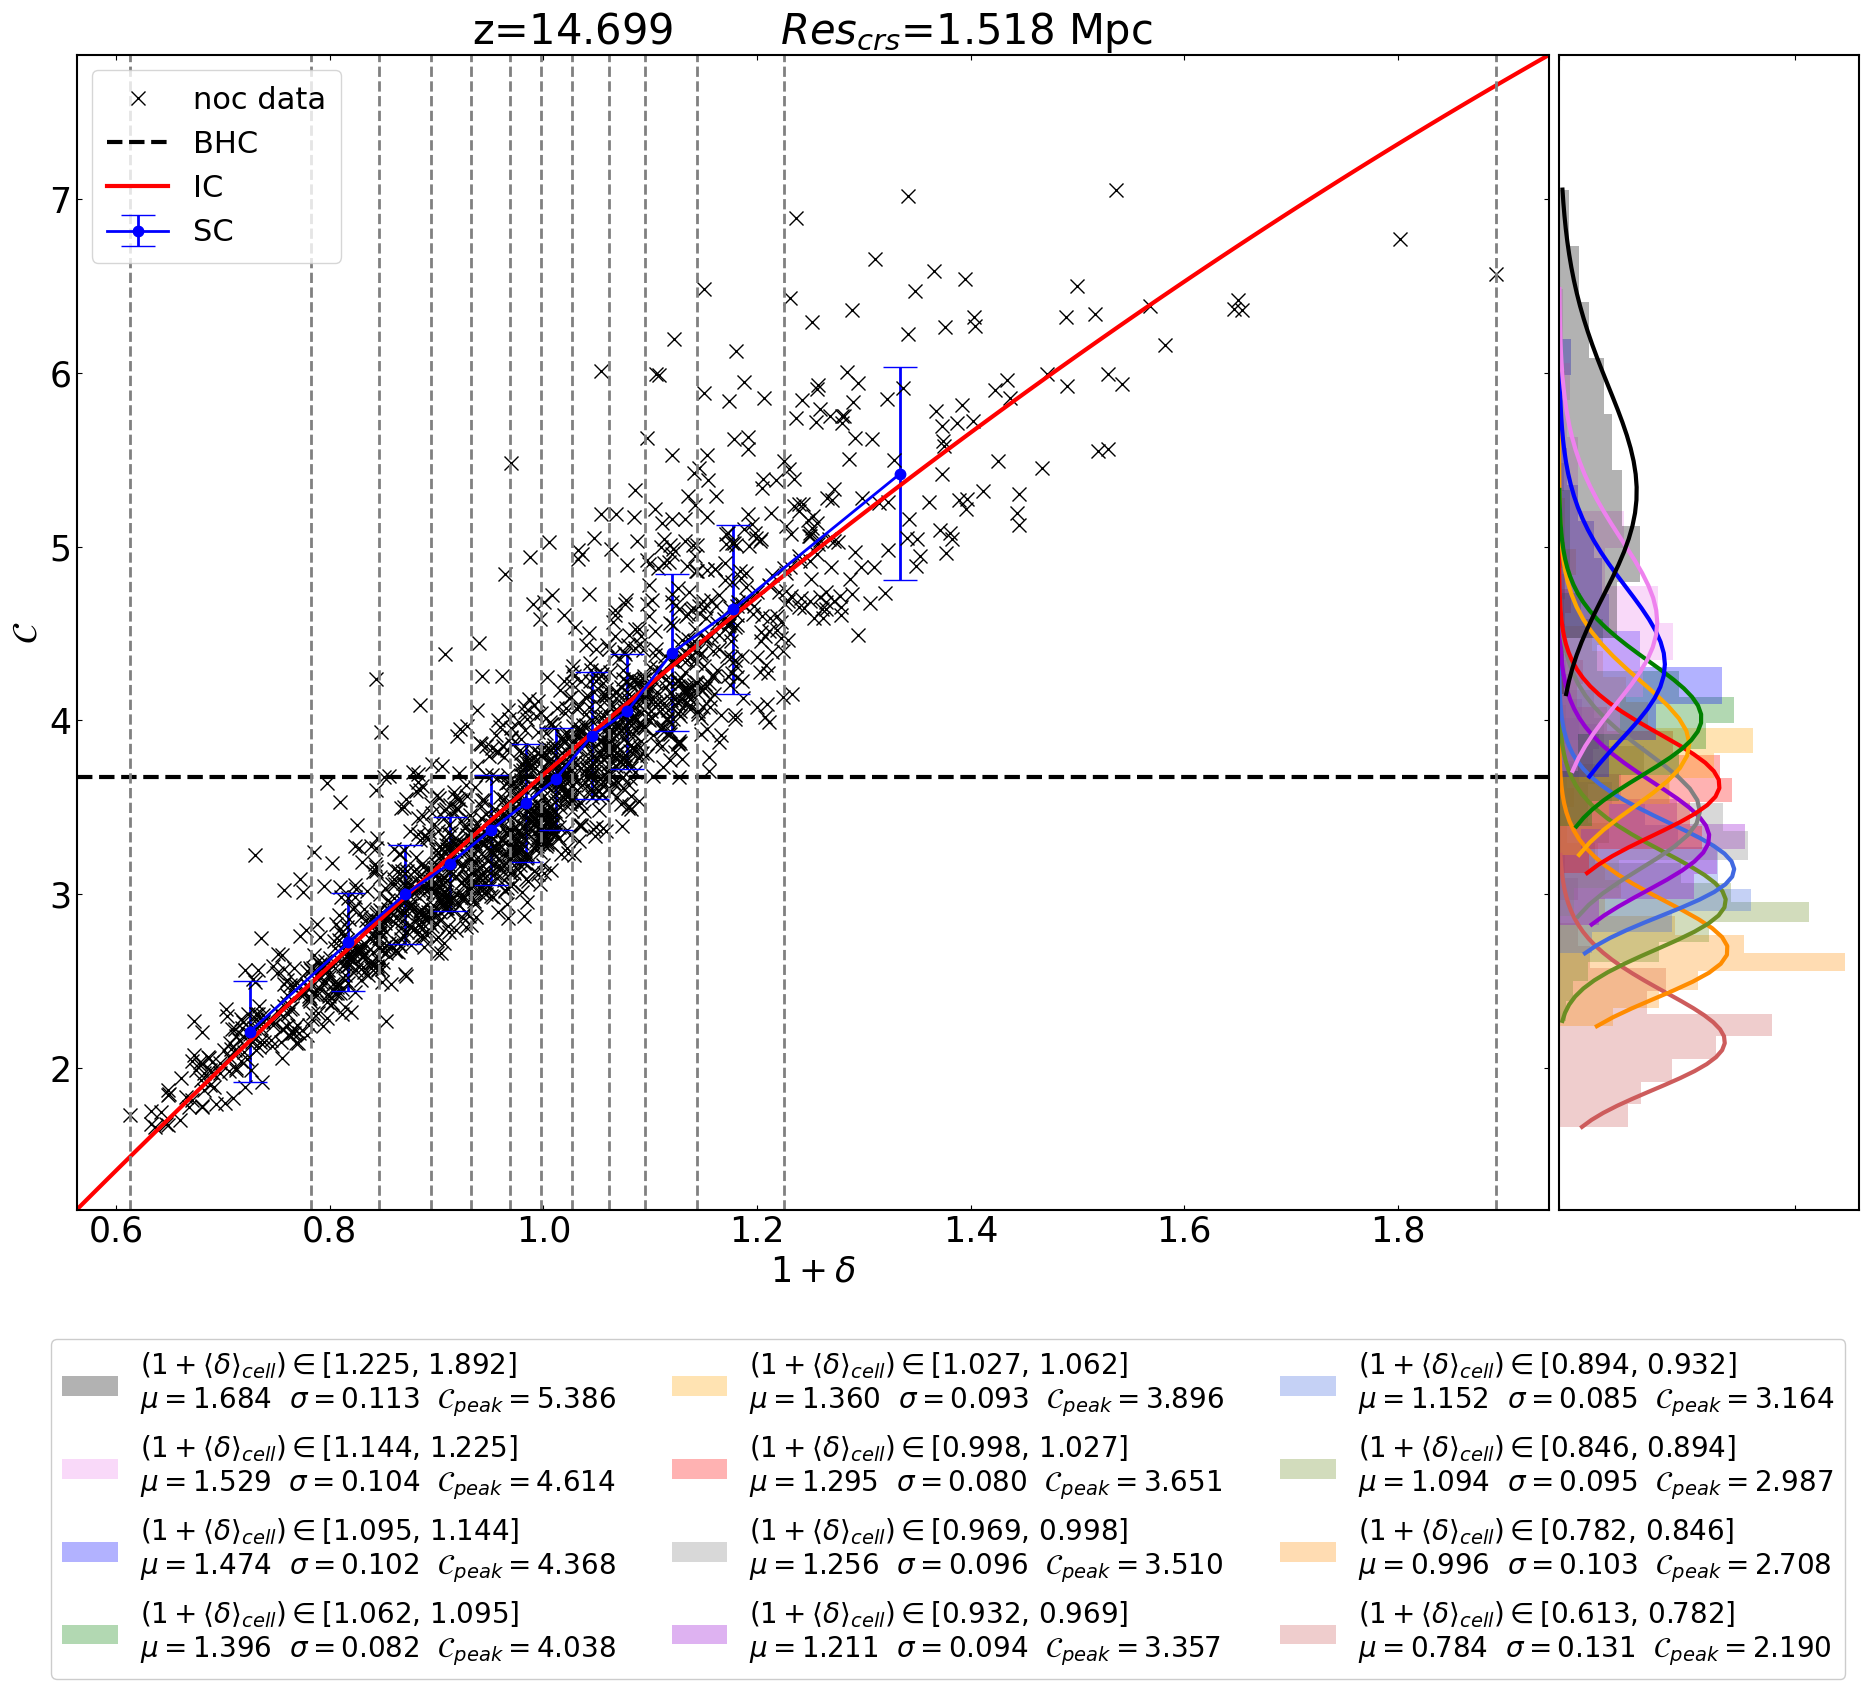 z=14.699 Res_crs=1.518 Mpc
noc data
BHC
IC
SC
7
6
5
4
3
2
𝒞
0.6 0.8 1.0 1.2 1.4 1.6 1.8
1 + δ
(1 + ⟨δ⟩_cell) ∈ [1.225, 1.892]
μ = 1.684 σ = 0.113 𝒞_peak = 5.386
(1 + ⟨δ⟩_cell) ∈ [1.144, 1.225]
μ = 1.529 σ = 0.104 𝒞_peak = 4.614
(1 + ⟨δ⟩_cell) ∈ [1.095, 1.144]
μ = 1.474 σ = 0.102 𝒞_peak = 4.368
(1 + ⟨δ⟩_cell) ∈ [1.062, 1.095]
μ = 1.396 σ = 0.082 𝒞_peak = 4.038
(1 + ⟨δ⟩_cell) ∈ [1.027, 1.062]
μ = 1.360 σ = 0.093 𝒞_peak = 3.896
(1 + ⟨δ⟩_cell) ∈ [0.998, 1.027]
μ = 1.295 σ = 0.080 𝒞_peak = 3.651
(1 + ⟨δ⟩_cell) ∈ [0.969, 0.998]
μ = 1.256 σ = 0.096 𝒞_peak = 3.510
(1 + ⟨δ⟩_cell) ∈ [0.932, 0.969]
μ = 1.211 σ = 0.094 𝒞_peak = 3.357
(1 + ⟨δ⟩_cell) ∈ [0.894, 0.932]
μ = 1.152 σ = 0.085 𝒞_peak = 3.164
(1 + ⟨δ⟩_cell) ∈ [0.846, 0.894]
μ = 1.094 σ = 0.095 𝒞_peak = 2.987
(1 + ⟨δ⟩_cell) ∈ [0.782, 0.846]
μ = 0.996 σ = 0.103 𝒞_peak = 2.708
(1 + ⟨δ⟩_cell) ∈ [0.613, 0.782]
μ = 0.784 σ = 0.131 𝒞_peak = 2.190